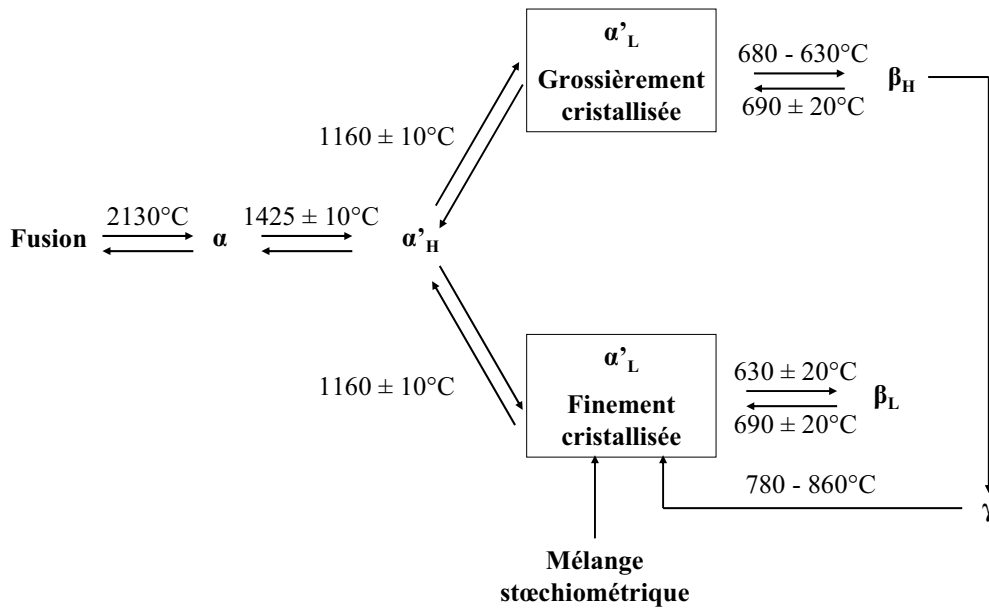 α’L
Grossièrement
cristallisée
680 - 630°C
690 ± 20°C
βH
1160 ± 10°C
Fusion
2130°C
α
1425 ± 10°C
α’H
1160 ± 10°C
α’L
Finement
cristallisée
630 ± 20°C
690 ± 20°C
βL
780 - 860°C
γ
Mélange
stœchiométrique